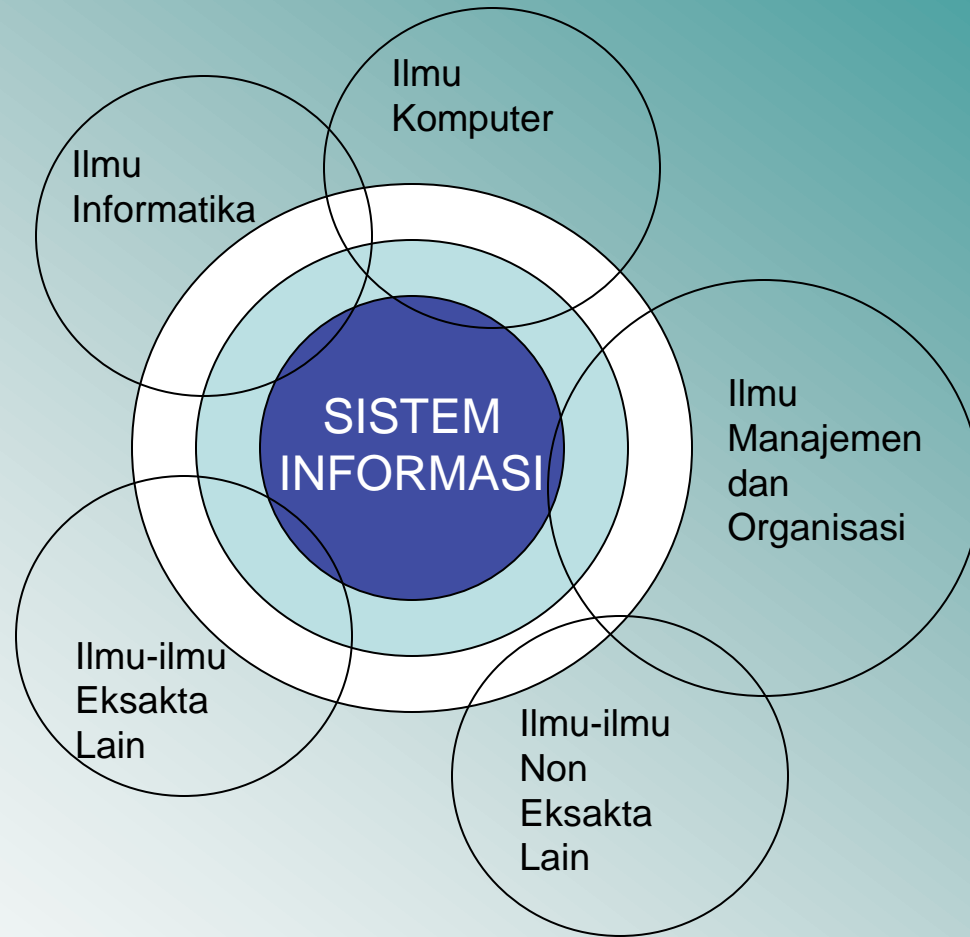 Ilmu
Komputer
Ilmu
Informatika
SISTEM
INFORMASI
Ilmu
Manajemen
dan
Organisasi
Ilmu-ilmu
Eksakta
Lain
Ilmu-ilmu
Non
Eksakta
Lain